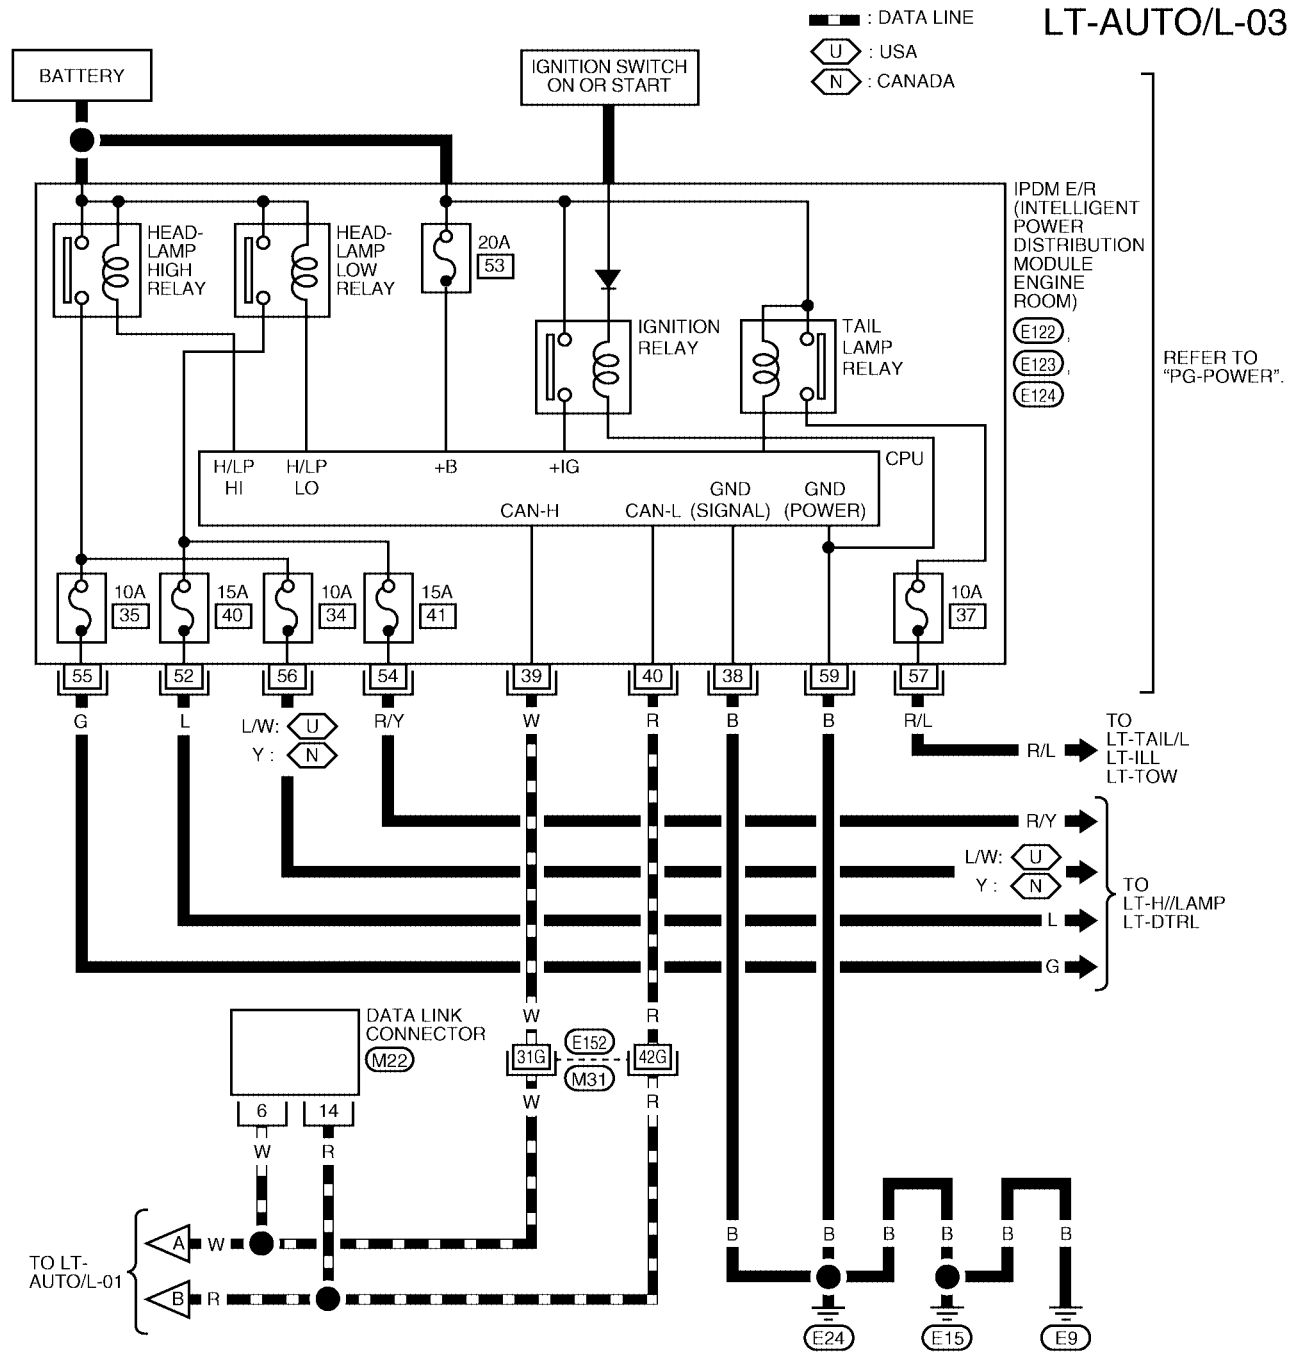 : DATA LINE
LT-AUTO/L-03
U : USA
N : CANADA
BATTERY
IGNITION SWITCH
ON OR START
IPDM E/R
(INTELLIGENT
POWER
DISTRIBUTION
MODULE
ENGINE
ROOM)
E122 ,
E123 ,
E124
REFER TO
“PG-POWER”.
HEAD-
LAMP
HIGH
RELAY
HEAD-
LAMP
LOW
RELAY
20A
53
IGNITION
RELAY
TAIL
LAMP
RELAY
H/LP
HI
H/LP
LO
+B
+IG
CPU
CAN-H
CAN-L
GND
(SIGNAL)
GND
(POWER)
10A
35
15A
40
10A
34
15A
41
10A
37
55 52 56 54 39 40 38 59 57
G L L/W: U R/Y W R B B R/L
Y : N
R/L
TO
LT-TAIL/L
LT-ILL
LT-TOW
R/Y
L/W: U
Y : N
L
G
TO
LT-H//LAMP
LT-DTRL
DATA LINK
CONNECTOR
M22
W R
31G E152 42G
M31
W R
6 14
W R
TO LT-
AUTO/L-01
A W
B R
B B B B B B
E24 E15 E9